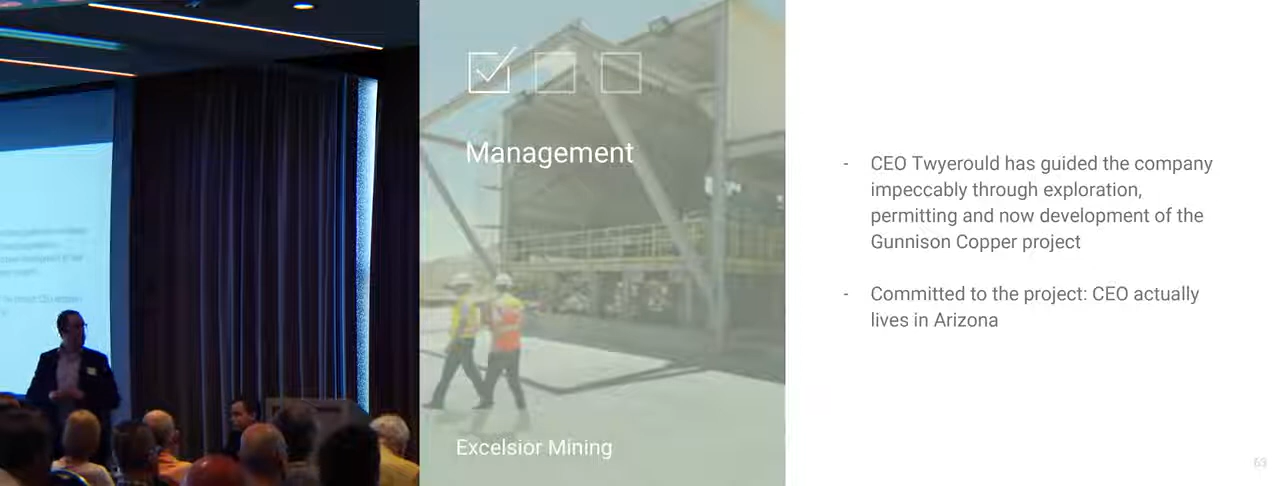 Management
Excelsior Mining
- CEO Twyerould has guided the company
impeccably through exploration,
permitting and now development of the
Gunnison Copper project
- Committed to the project: CEO actually
lives in Arizona
63